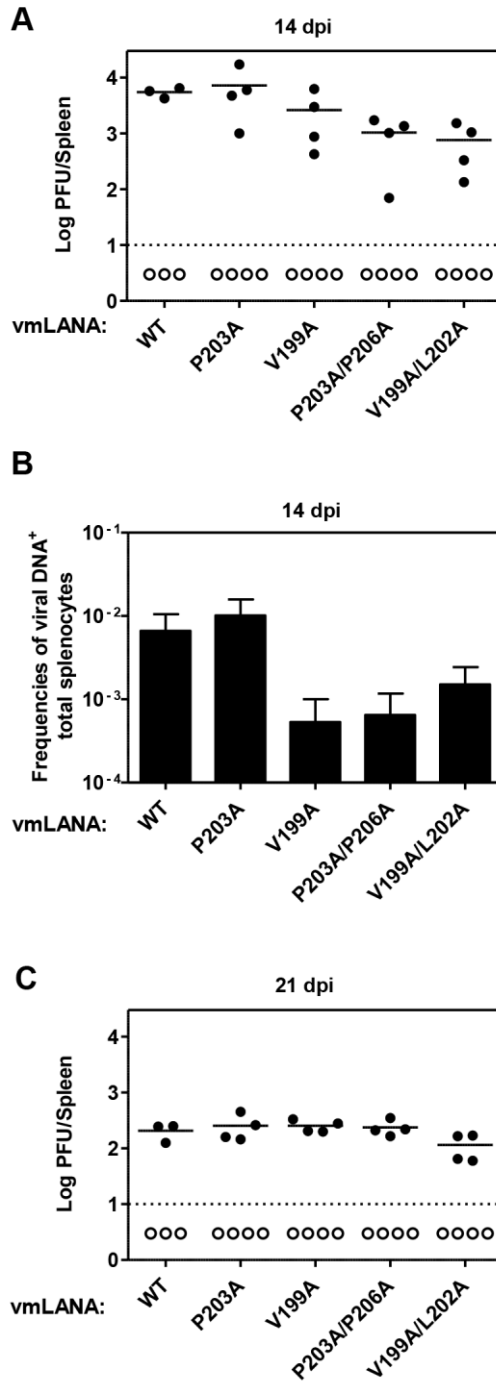 A
14 dpi
Log PFU/Spleen
4
3
2
1
0
vmLANA:
WT
P203A
V199A
P203A/P206A
V199A/L202A
B
14 dpi
Frequencies of viral DNA+
total splenocytes
10-1
10-2
10-3
10-4
vmLANA:
WT
P203A
V199A
P203A/P206A
V199A/L202A
C
21 dpi
Log PFU/Spleen
4
3
2
1
0
vmLANA:
WT
P203A
V199A
P203A/P206A
V199A/L202A